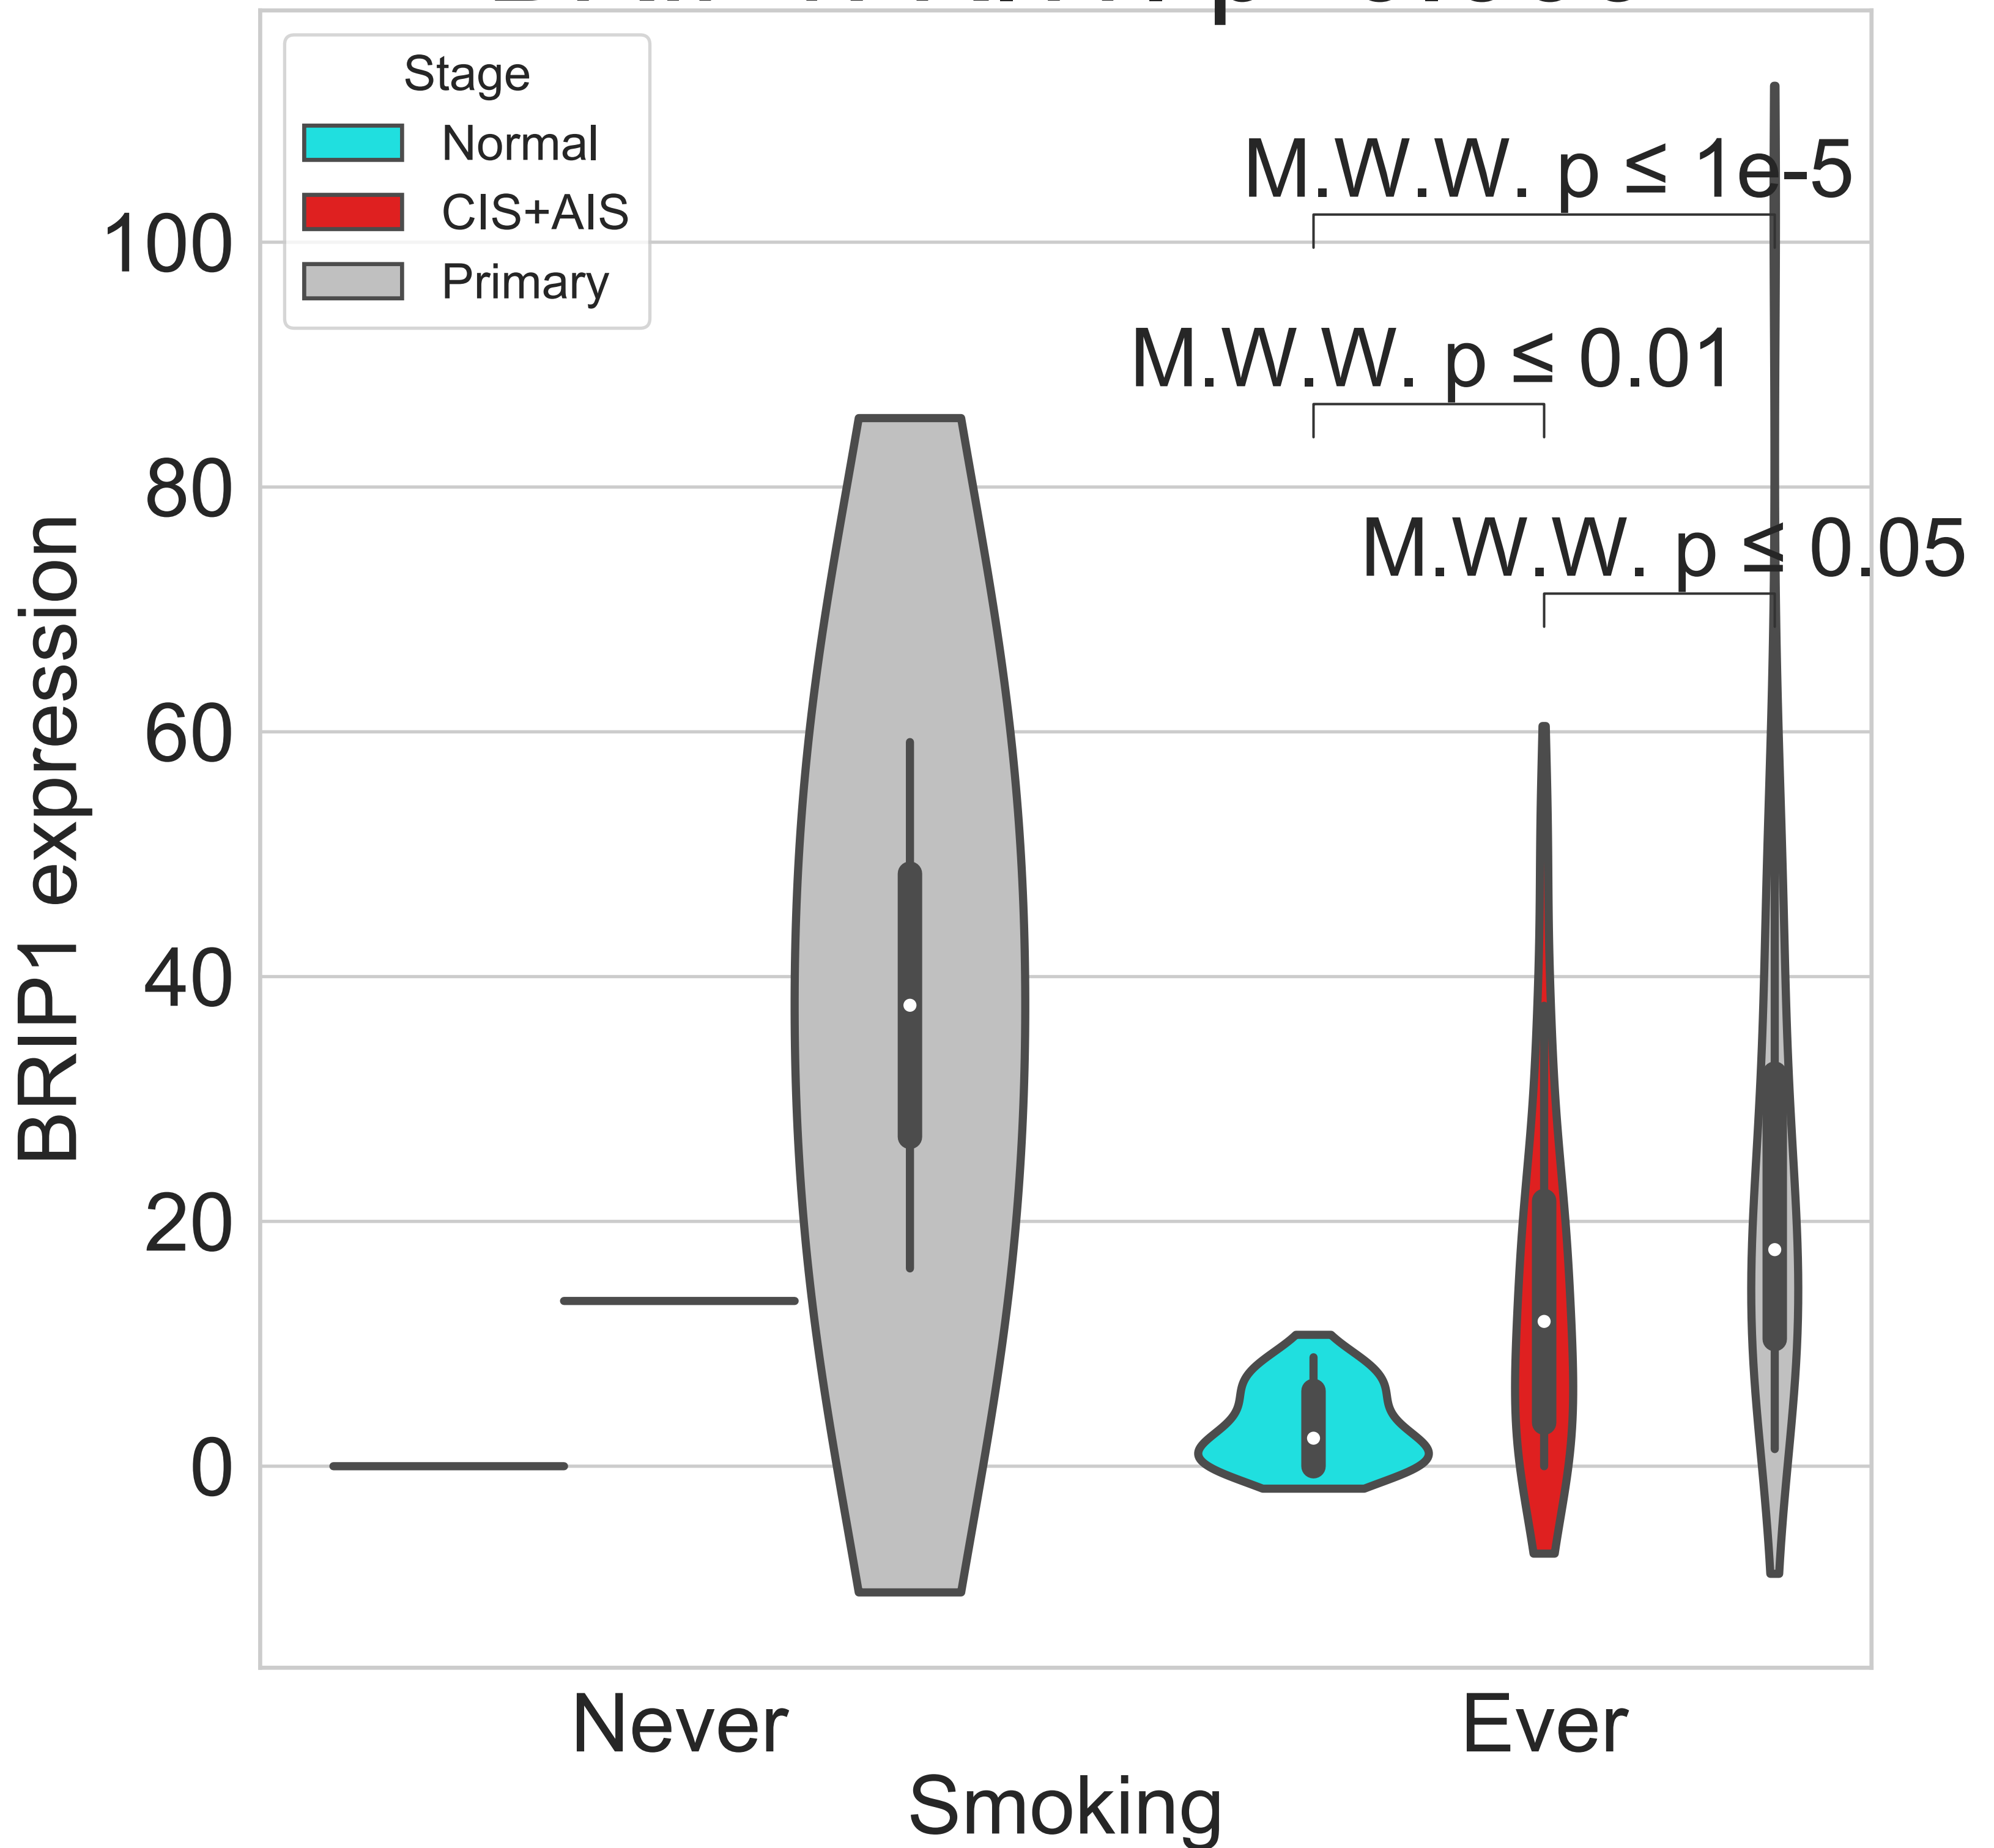 Stage
Normal
CIS+AIS
Primary
M.W.W. p ≤ 1e-5
M.W.W. p ≤ 0.01
M.W.W. p ≤ 0.05
100
80
60
40
20
0
BRIP1 expression
Never
Ever
Smoking